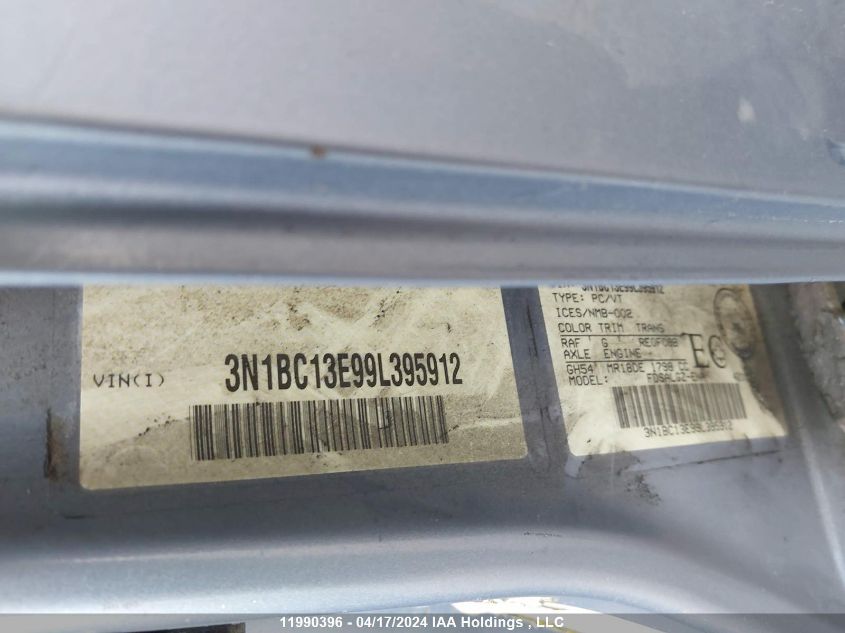 VIN(I) 3N1BC13E99L395912
3N1BC13E99L395912
TYPE: PC/VT
ICES/NMB-002
COLOR TRIM TRANS
RAF G RE0F08B
AXLE ENGINE
GH54 MR18DE 1798 CC
MODEL:
EC
3N1BC13E99L395912
11990396 - 04/17/2024 IAA Holdings , LLC